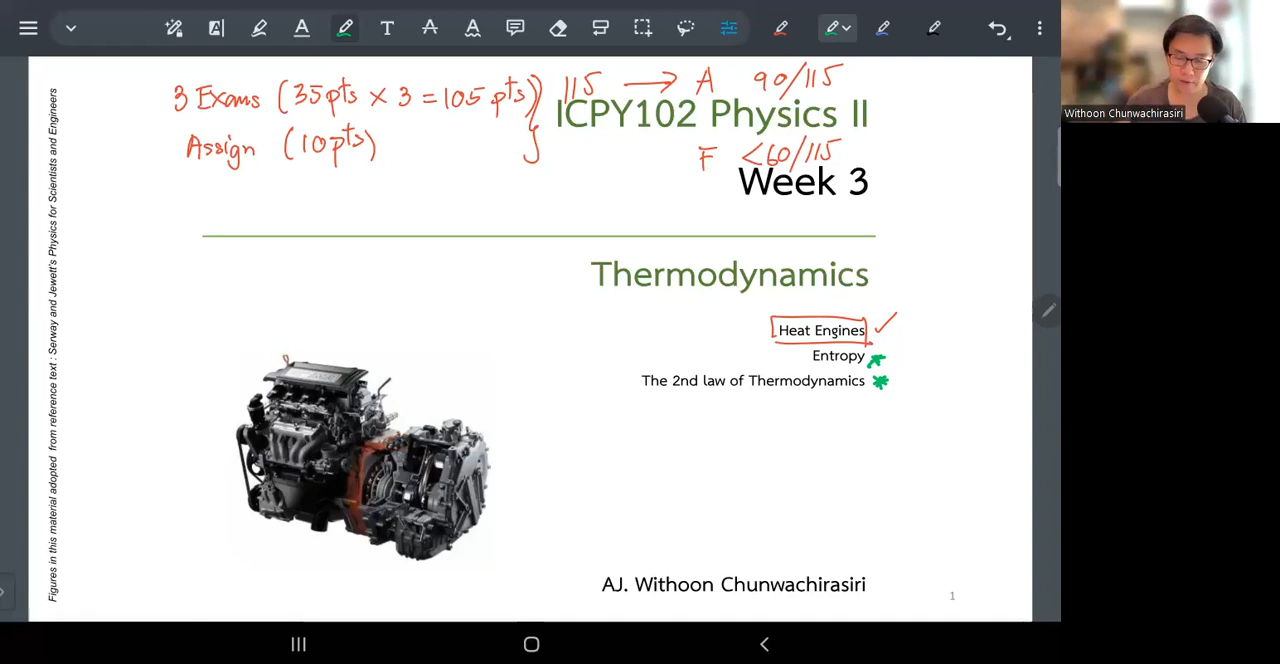 3 Exams (35pts × 3 = 105 pts) } 115 → A 90/115
Assign (10pts)
F <60/115
ICPY102 Physics II
Week 3
Thermodynamics
Heat Engines
Entropy
The 2nd law of Thermodynamics
AJ. Withoon Chunwachirasiri
1
Figures in this material adopted from reference text : Serway and Jewett's Physics for Scientists and Engineers
Withoon Chunwachirasiri